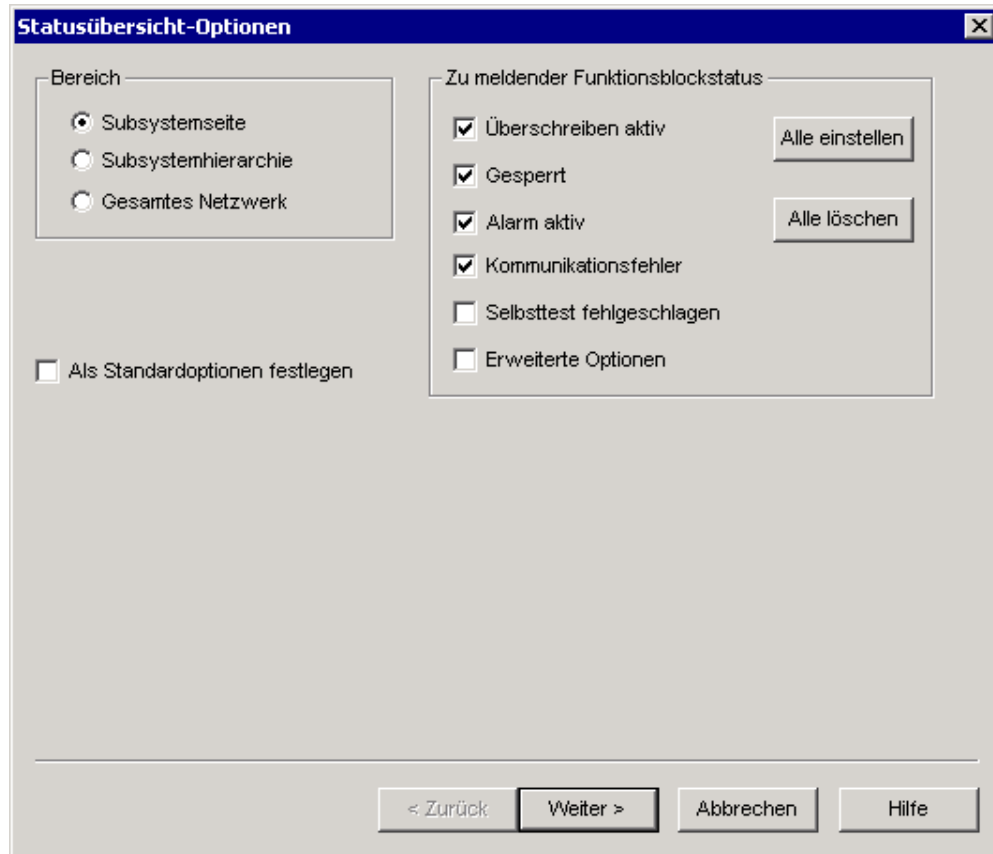 Statusübersicht-Optionen
Bereich
Subsystemseite
Subsystemhierarchie
Gesamtes Netzwerk
Als Standardoptionen festlegen
Zu meldender Funktionsblockstatus
Überschreiben aktiv
Gesperrt
Alarm aktiv
Kommunikationsfehler
Selbsttest fehlgeschlagen
Erweiterte Optionen
Alle einstellen
Alle löschen
< Zurück
Weiter >
Abbrechen
Hilfe